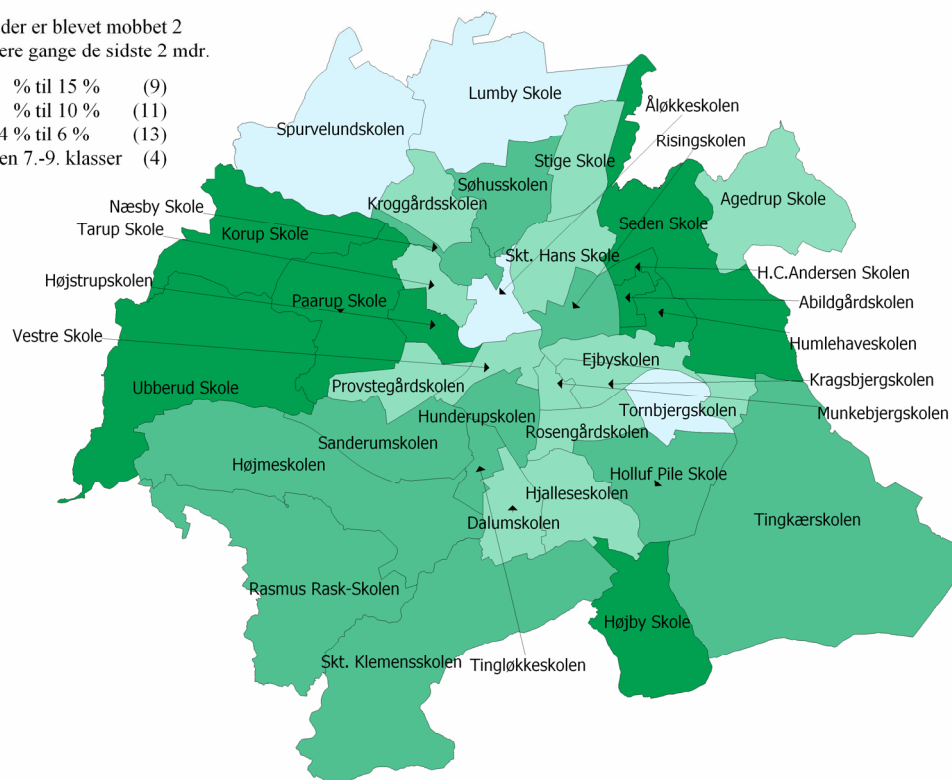 der er blevet mobbet 2
ere gange de sidste 2 mdr.
% til 15 % (9)
% til 10 % (11)
4 % til 6 % (13)
en 7.-9. klasser (4)
Lumby Skole
Spurvelundskolen
Åløkkeskolen
Risingskolen
Stige Skole
Søhusskolen
Kroggårdsskolen
Agedrup Skole
Næsby Skole
Tarup Skole
Korup Skole
Seden Skole
Skt. Hans Skole
H.C.Andersen Skolen
Højstrupskolen
Paarup Skole
Abildgårdskolen
Vestre Skole
Humlehaveskolen
Ejbyskolen
Kragsbjergskolen
Ubberud Skole
Provstegårdskolen
Tornbjergskolen
Munkebjergskolen
Hunderupskolen
Rosengårdskolen
Sanderumskolen
Højmeskolen
Holluf Pile Skole
Hjalleseskolen
Tingkærskolen
Dalumskolen
Rasmus Rask-Skolen
Højby Skole
Skt. Klemensskolen
Tingløkkeskolen